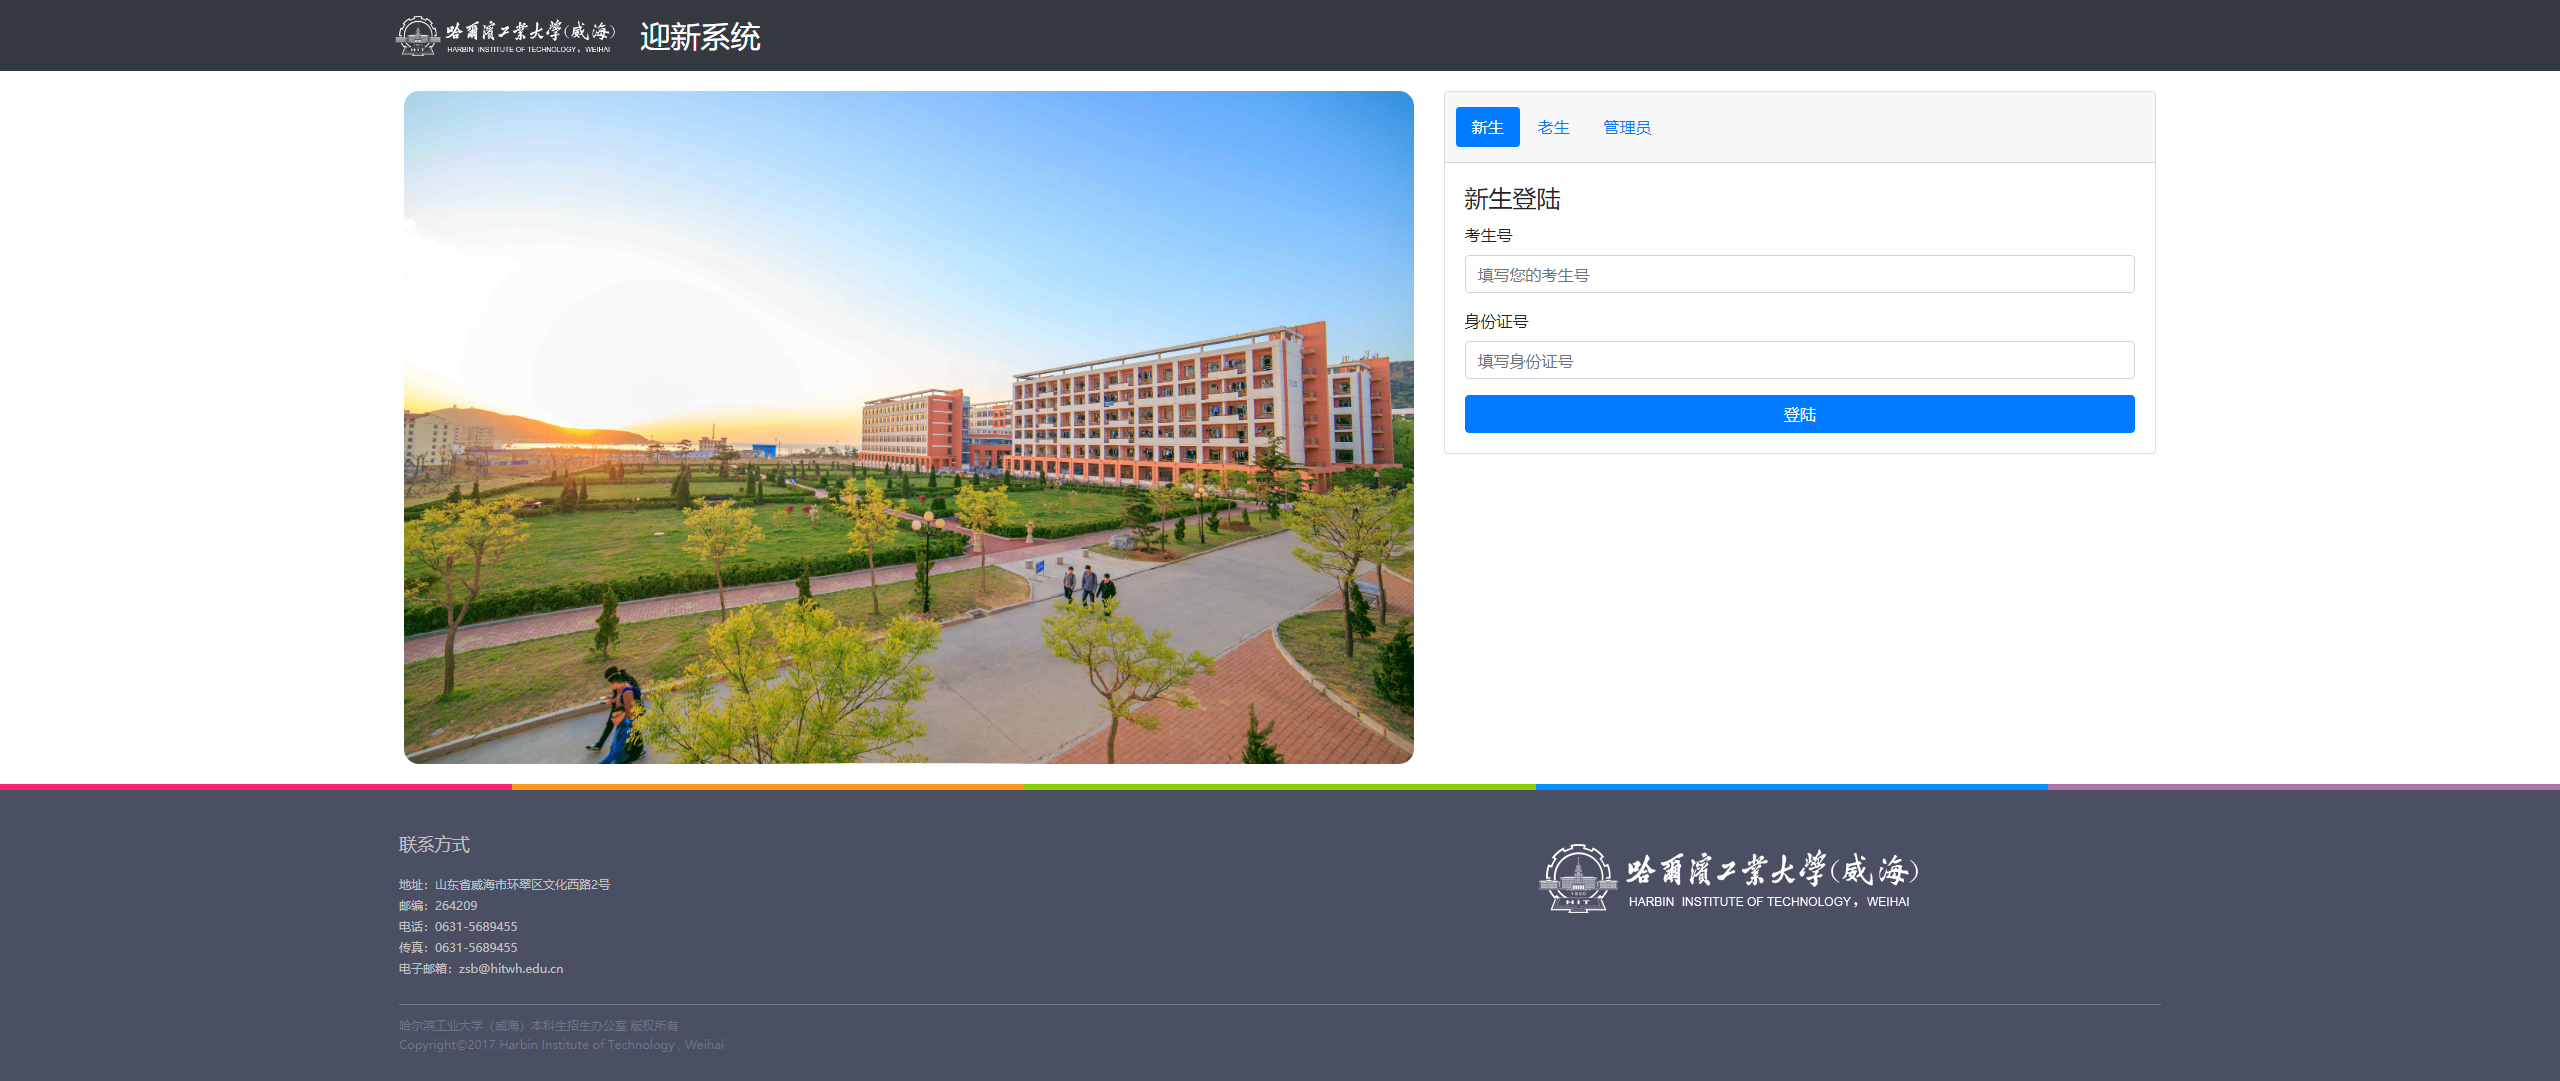 哈爾濱工業大學(威海)
HARBIN INSTITUTE OF TECHNOLOGY, WEIHAI
迎新系统
新生
老生
管理员
新生登陆
考生号
填写您的考生号
身份证号
填写身份证号
登陆
联系方式
地址：山东省威海市环翠区文化西路2号
邮编：264209
电话：0631-5689455
传真：0631-5689455
电子邮箱：zsb@hitwh.edu.cn
1920
HIT
哈爾濱工業大學(威海)
HARBIN INSTITUTE OF TECHNOLOGY, WEIHAI
哈尔滨工业大学（威海）本科生招生办公室 版权所有
Copyright©2017 Harbin Institute of Technology , Weihai